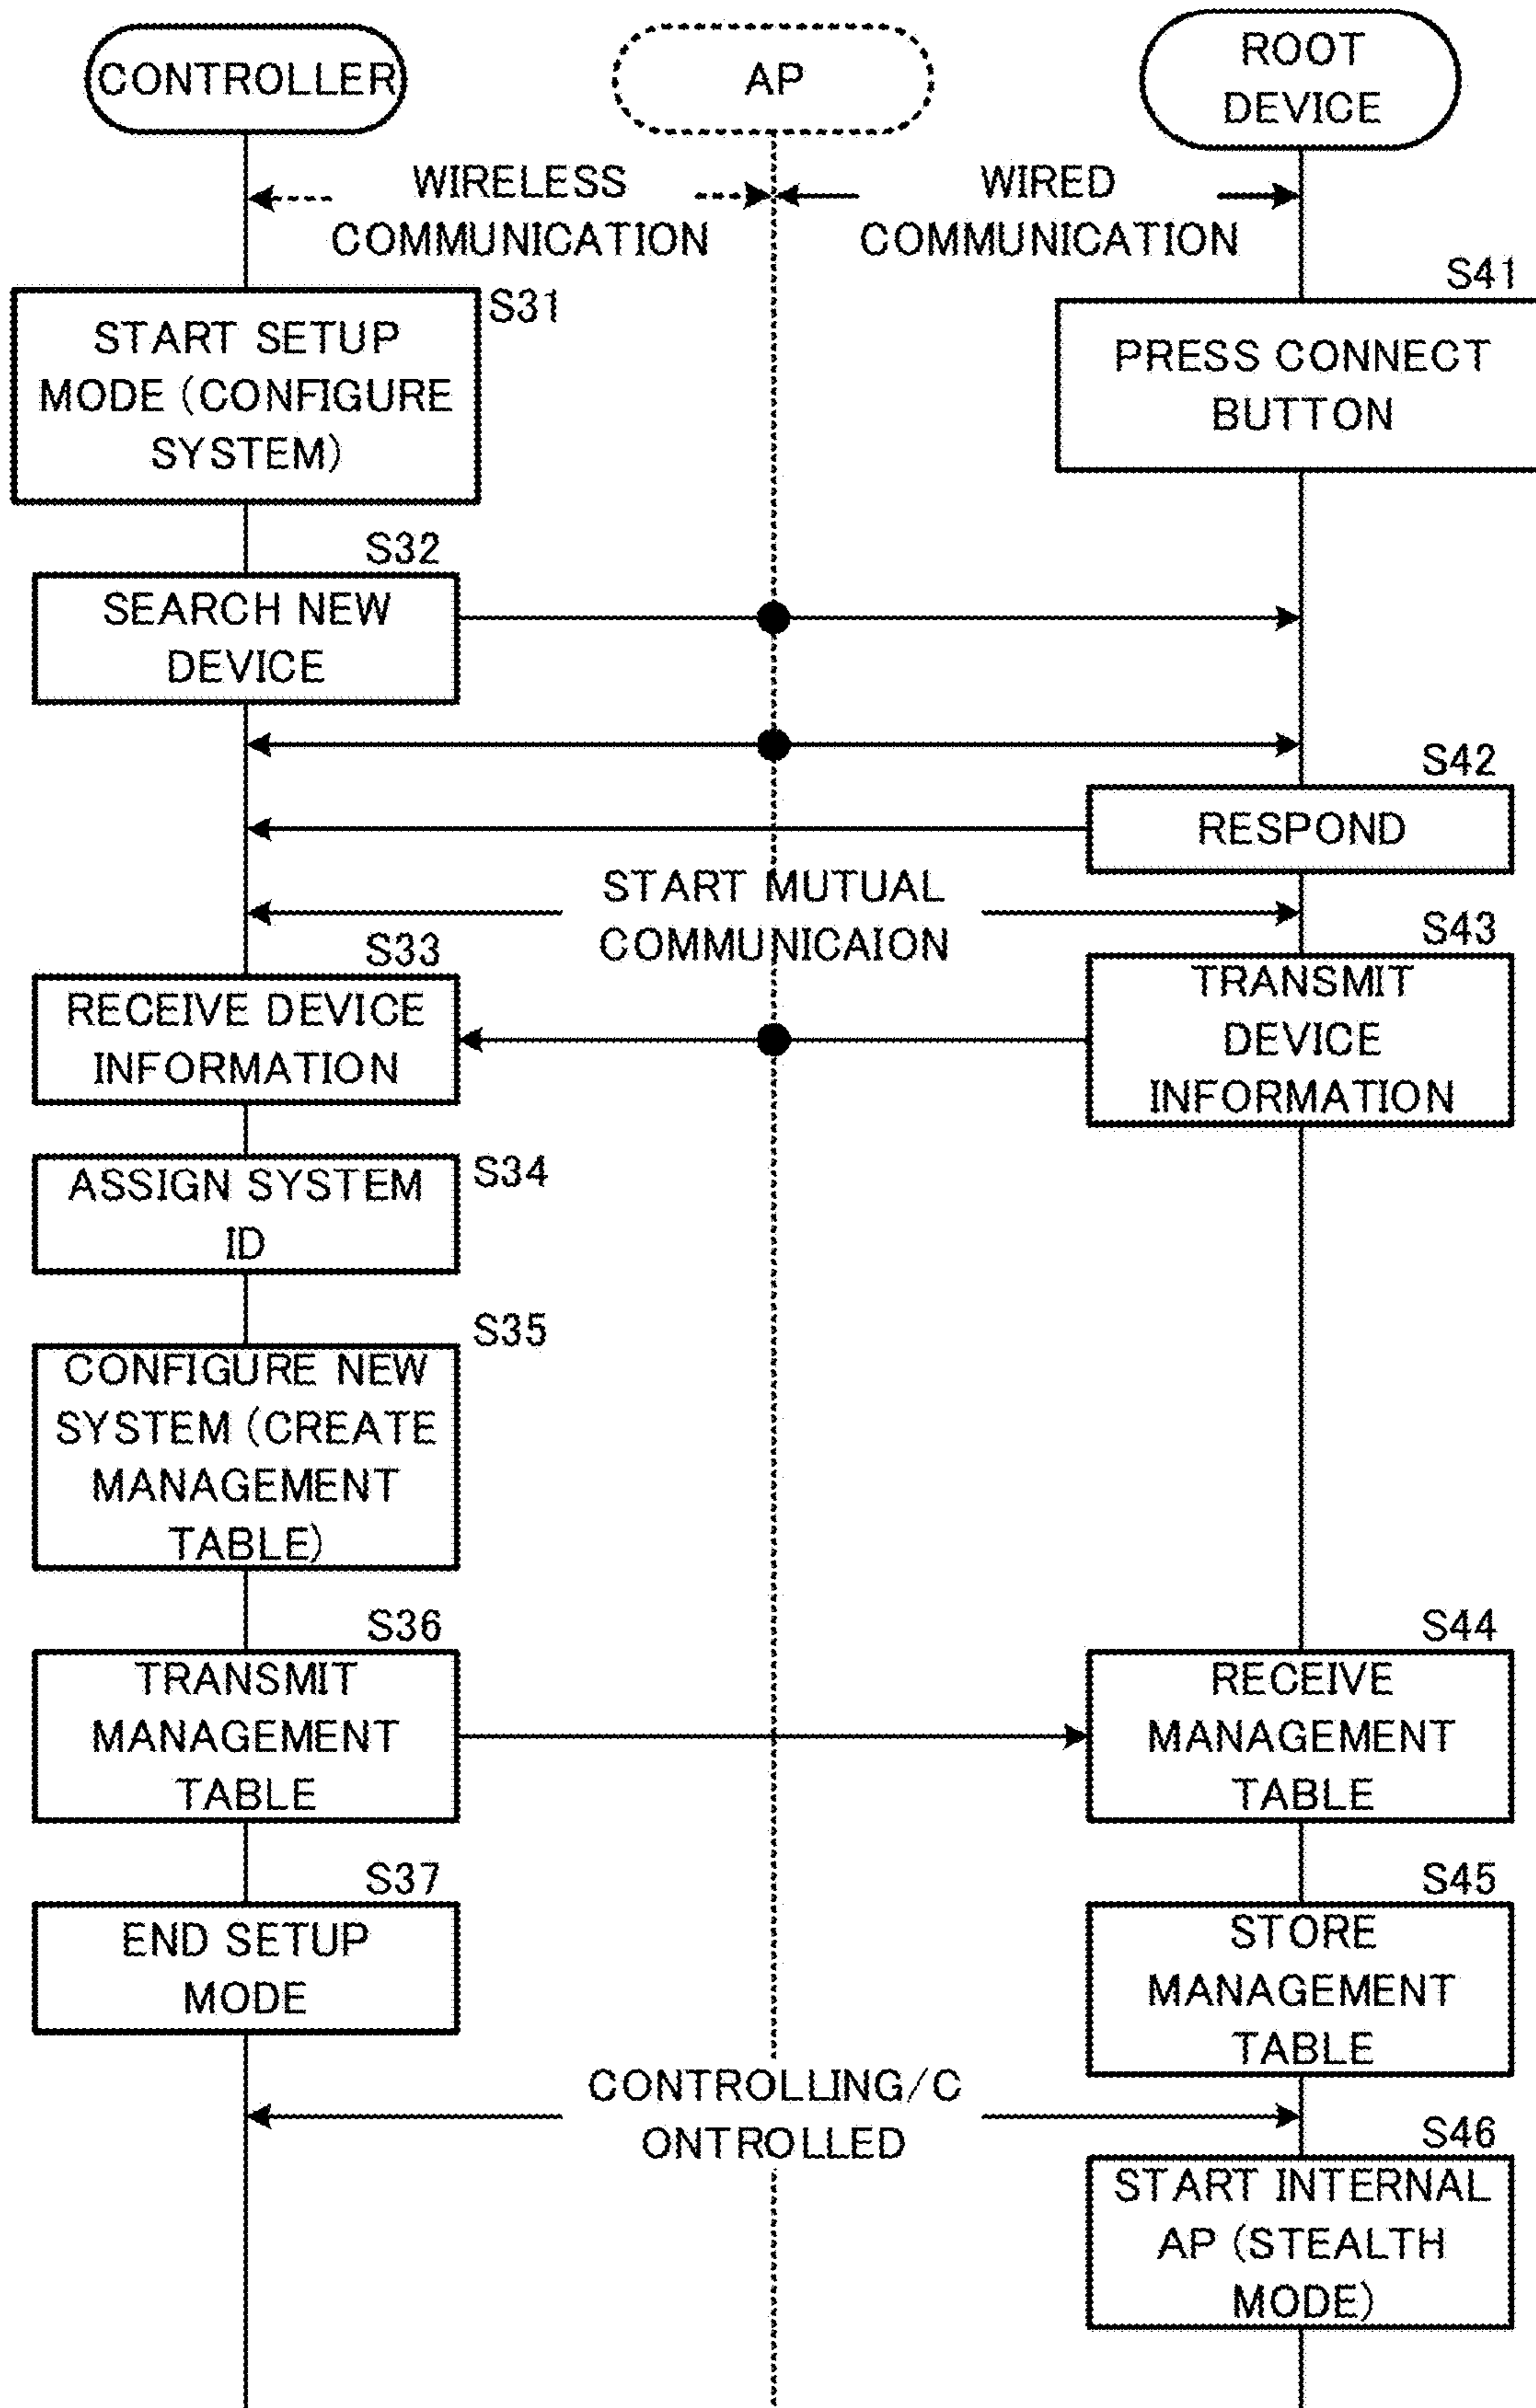 CONTROLLER
AP
ROOT
DEVICE
WIRELESS
COMMUNICATION
WIRED
COMMUNICATION
S31
START SETUP
MODE (CONFIGURE
SYSTEM)
S41
PRESS CONNECT
BUTTON
S32
SEARCH NEW
DEVICE
S42
RESPOND
START MUTUAL
COMMUNICAION
S33
RECEIVE DEVICE
INFORMATION
S43
TRANSMIT
DEVICE
INFORMATION
S34
ASSIGN SYSTEM
ID
S35
CONFIGURE NEW
SYSTEM (CREATE
MANAGEMENT
TABLE)
S36
TRANSMIT
MANAGEMENT
TABLE
S44
RECEIVE
MANAGEMENT
TABLE
S37
END SETUP
MODE
S45
STORE
MANAGEMENT
TABLE
CONTROLLING/C
ONTROLLED
S46
START INTERNAL
AP (STEALTH
MODE)